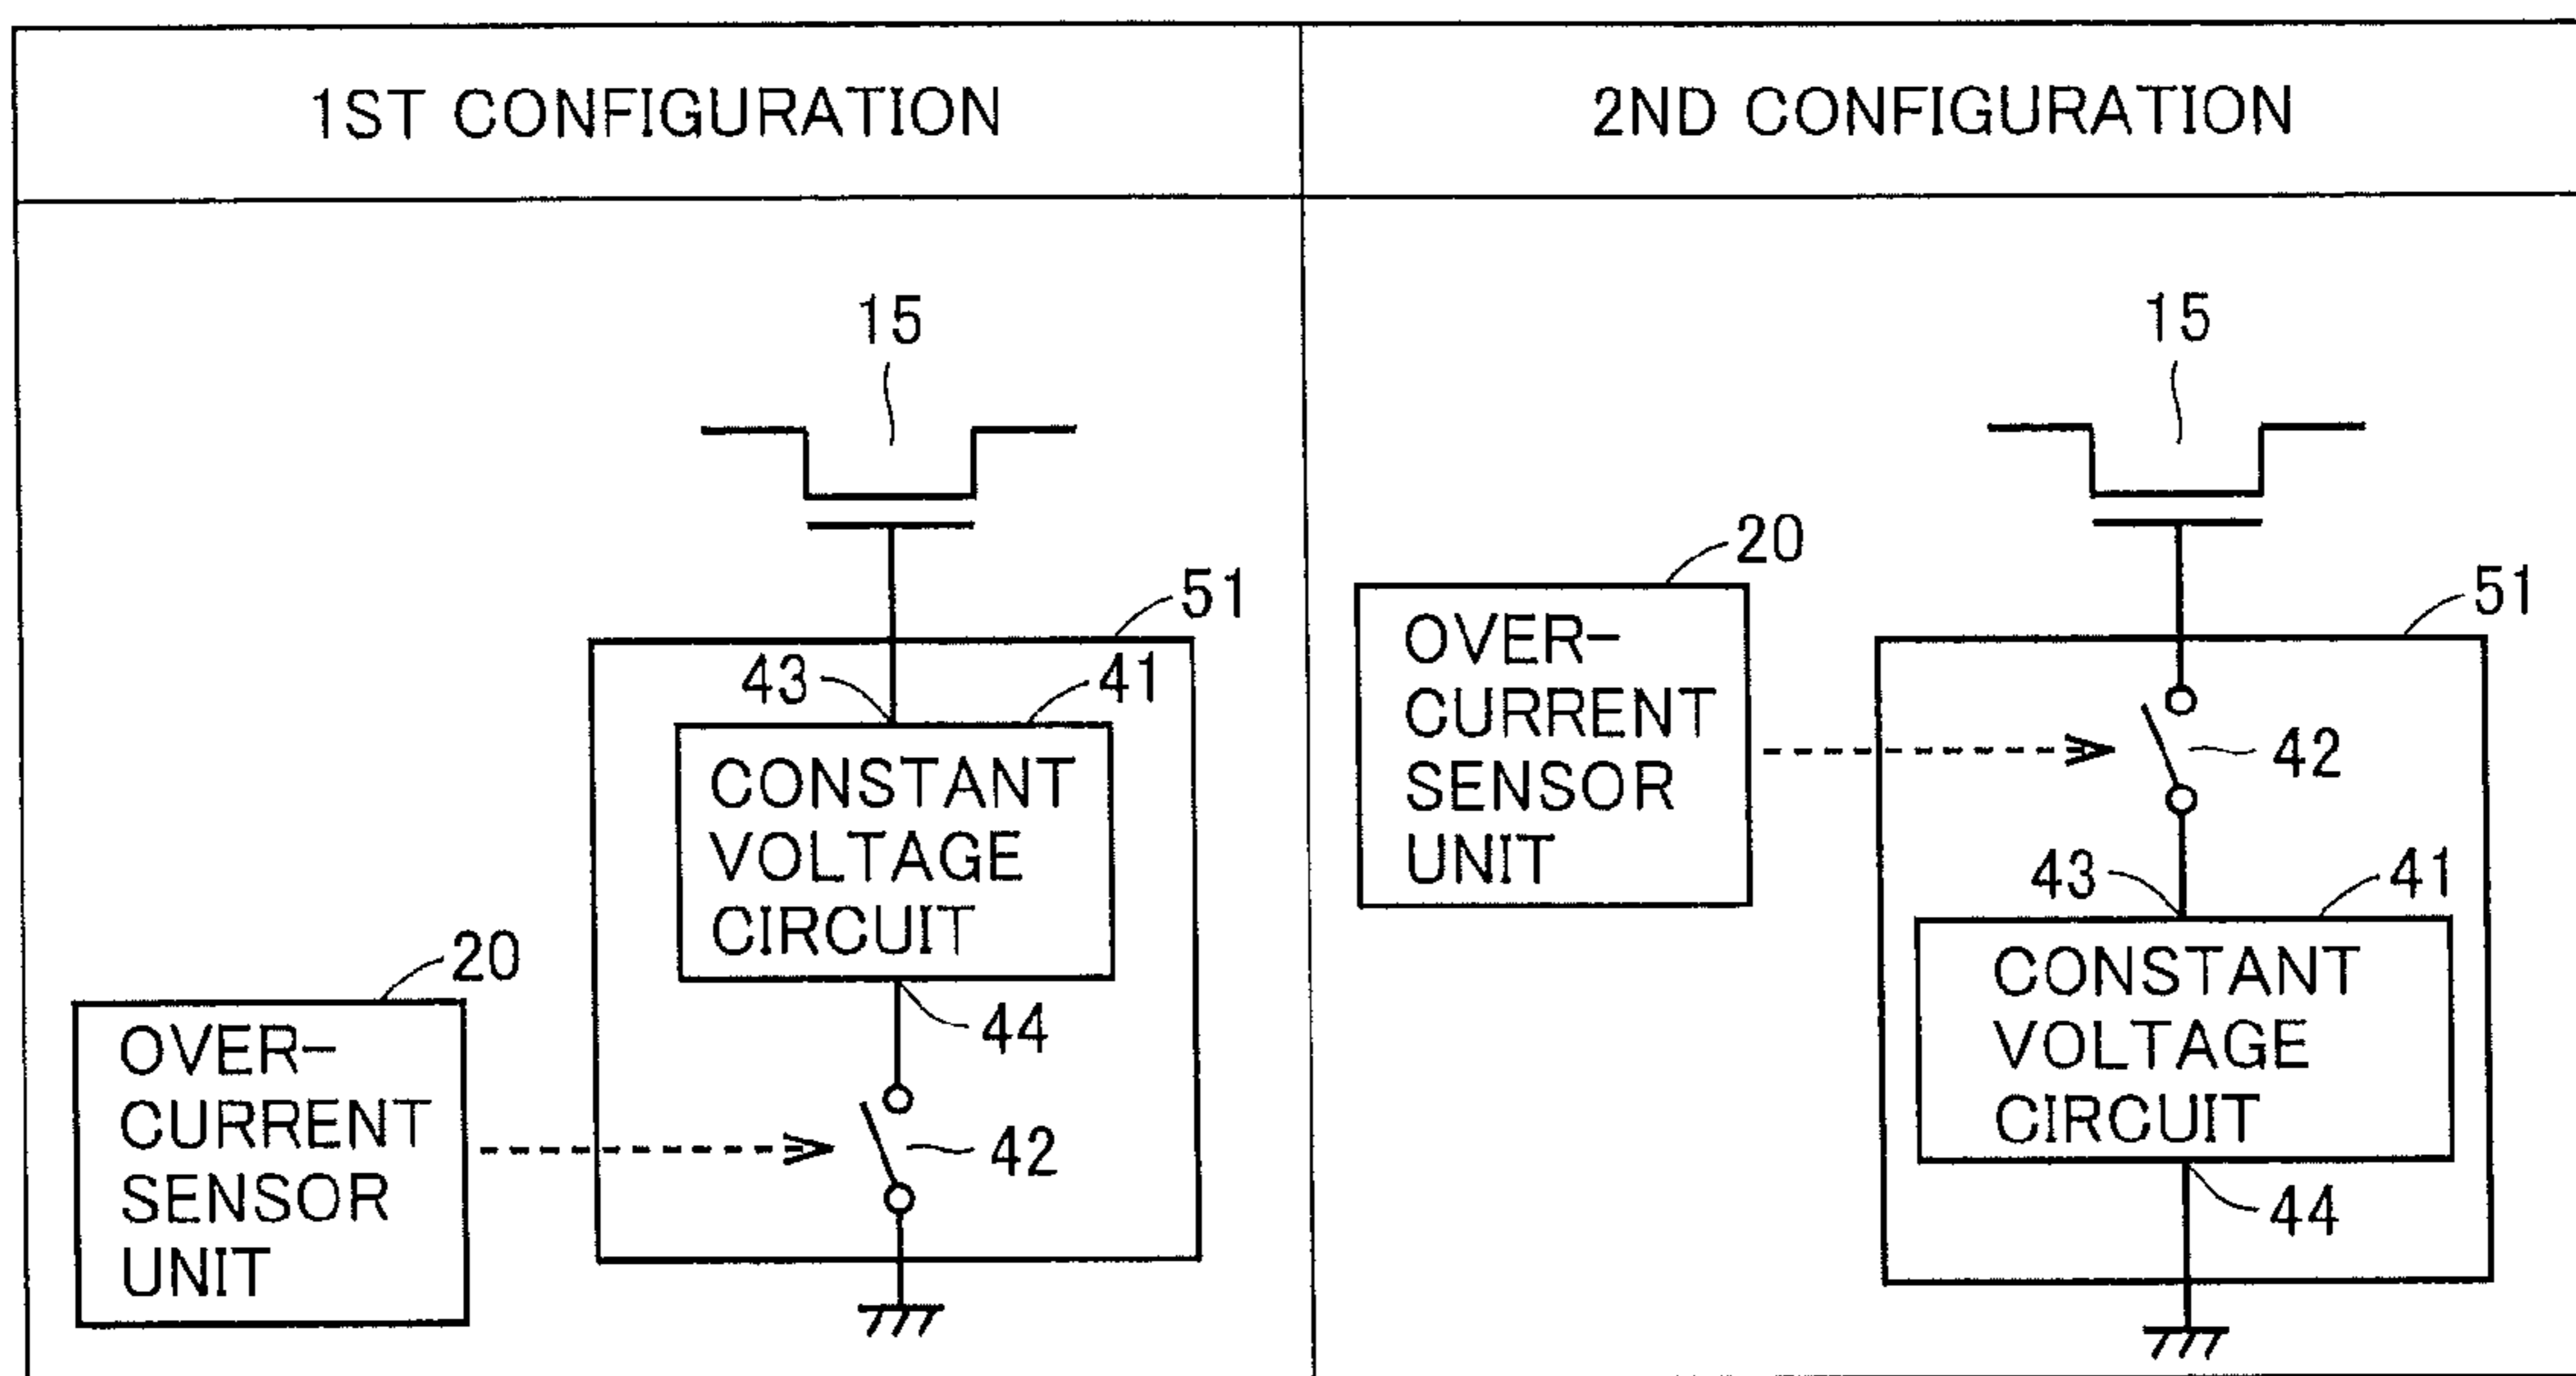 1ST CONFIGURATION
15
51
43
41
CONSTANT
VOLTAGE
CIRCUIT
20
44
OVER-
CURRENT
SENSOR
UNIT
42
2ND CONFIGURATION
15
20
51
OVER-
CURRENT
SENSOR
UNIT
42
43
41
CONSTANT
VOLTAGE
CIRCUIT
44